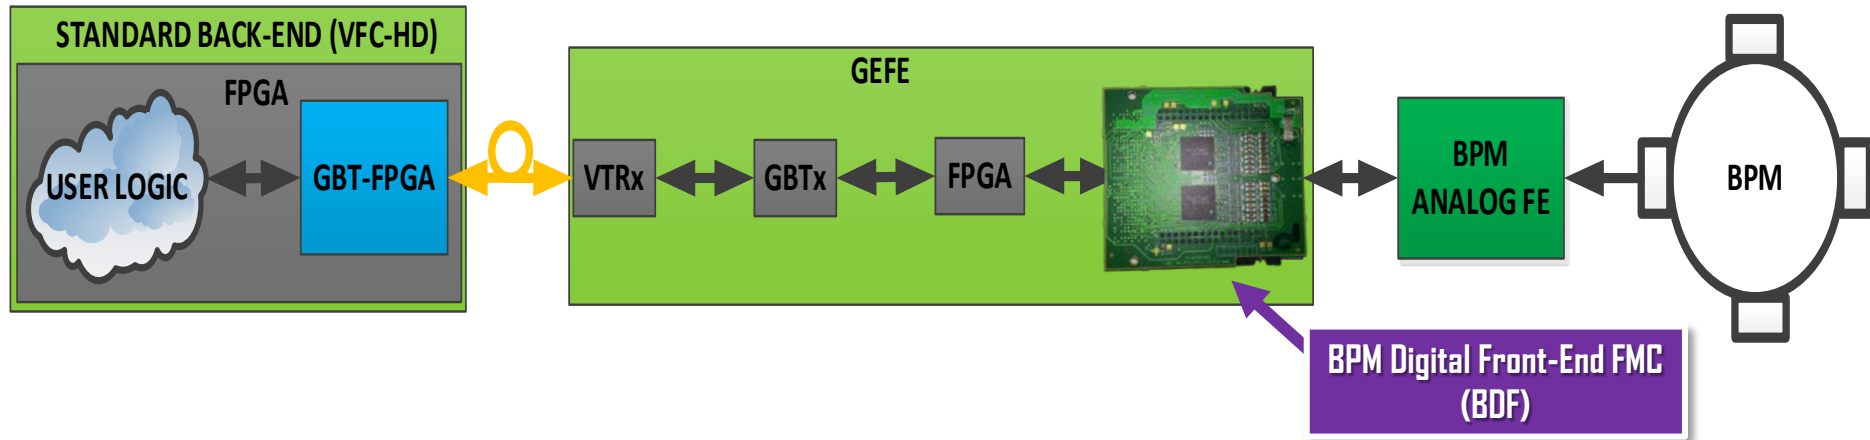 STANDARD BACK-END (VFC-HD)
FPGA
USER LOGIC
GBT-FPGA
GEFE
VTRx
GBTx
FPGA
BPM
ANALOG FE
BPM
BPM Digital Front-End FMC
(BDF)